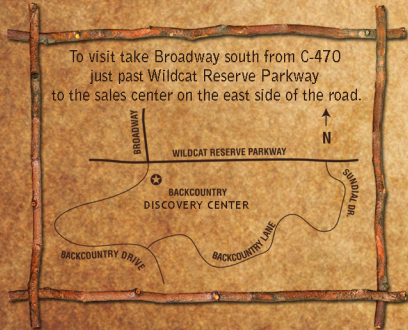 To visit take Broadway south from C-470
just past Wildcat Reserve Parkway
to the sales center on the east side of the road.
BROADWAY
N
WILDCAT RESERVE PARKWAY
SUNDIAL DR.
BACKCOUNTRY
DISCOVERY CENTER
BACKCOUNTRY DRIVE
BACKCOUNTRY LANE